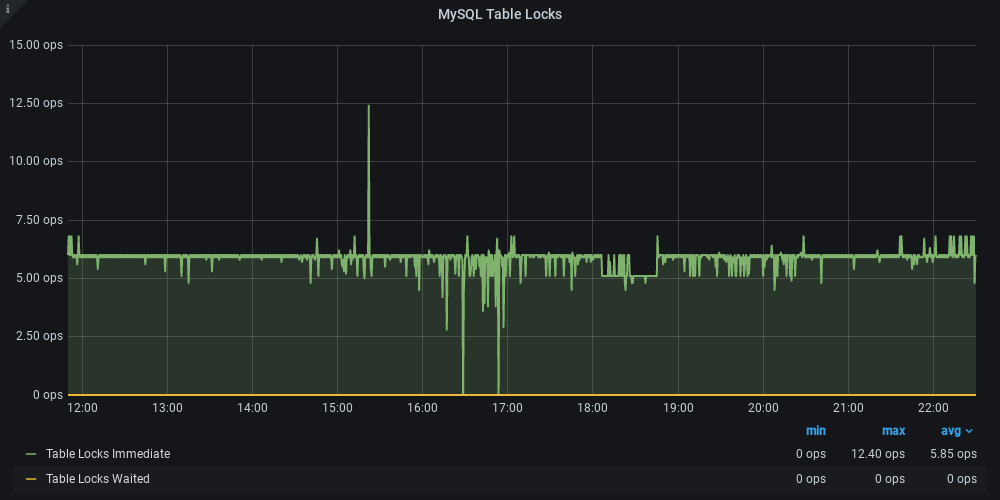 i
MySQL Table Locks
15.00 ops
12.50 ops
10.00 ops
7.50 ops
5.00 ops
2.50 ops
0 ops
12:00 13:00 14:00 15:00 16:00 17:00 18:00 19:00 20:00 21:00 22:00
min max avg
Table Locks Immediate 0 ops 12.40 ops 5.85 ops
Table Locks Waited 0 ops 0 ops 0 ops